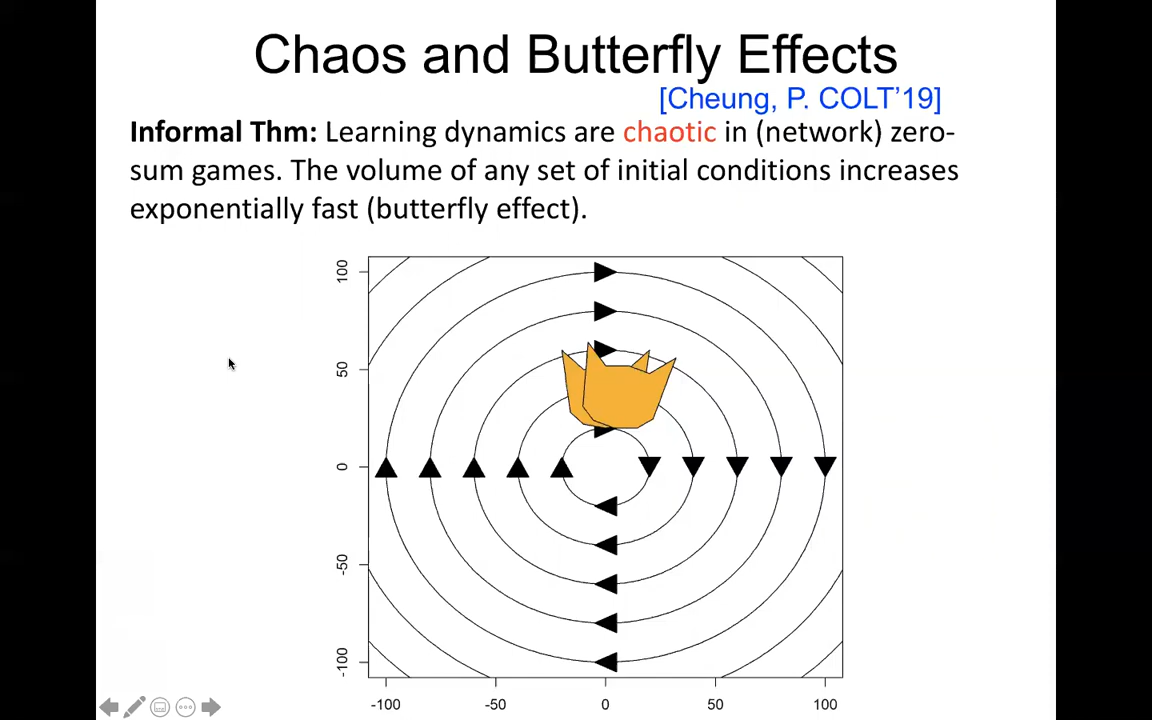 Chaos and Butterfly Effects
[Cheung, P. COLT’19]
Informal Thm: Learning dynamics are chaotic in (network) zero-
sum games. The volume of any set of initial conditions increases
exponentially fast (butterfly effect).
100
50
0
-50
-100
-100 -50 0 50 100